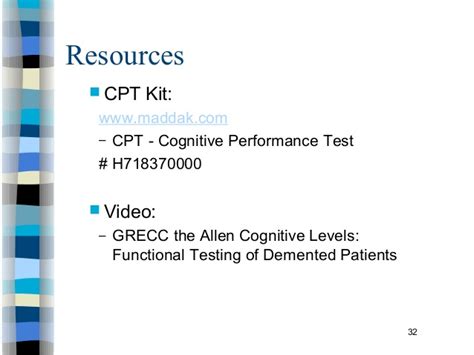 Resources
CPT Kit:
www.maddak.com
– CPT - Cognitive Performance Test
# H718370000
Video:
– GRECC the Allen Cognitive Levels:
Functional Testing of Demented Patients
32